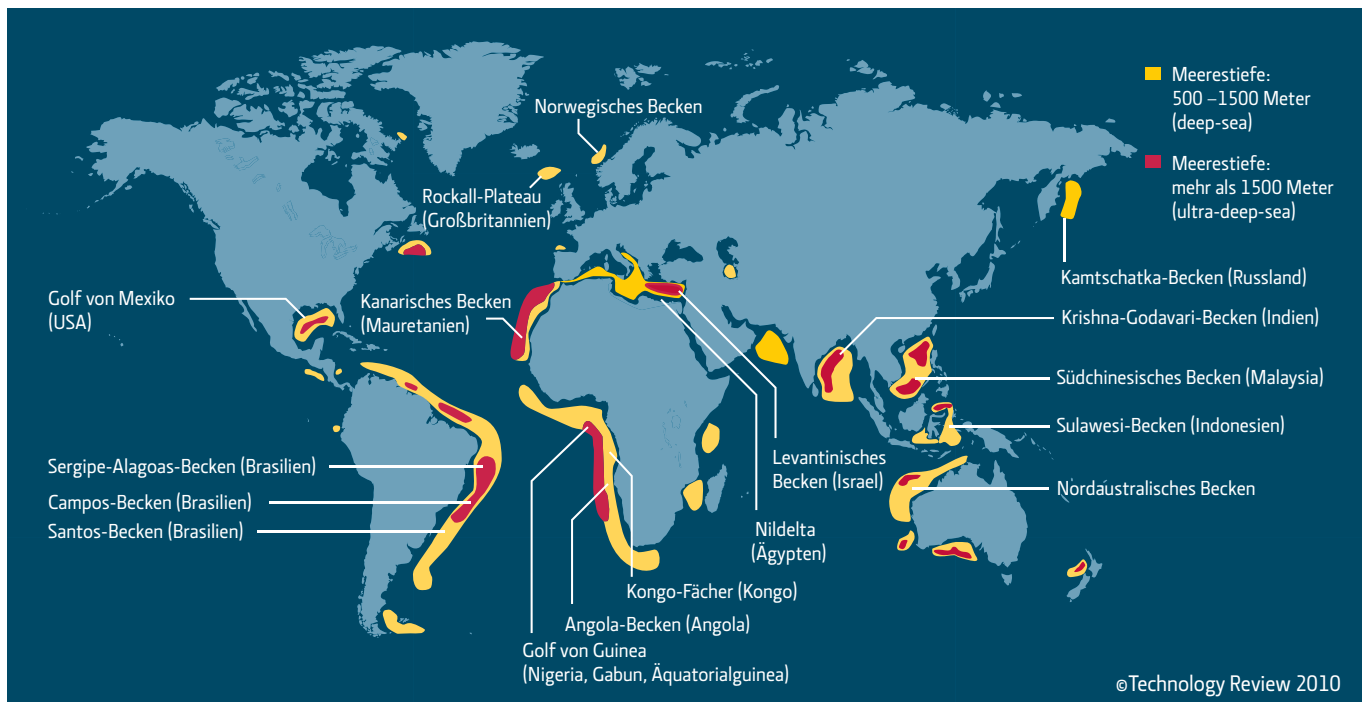 Meerestiefe:
500 –1500 Meter
(deep-sea)
Meerestiefe:
mehr als 1500 Meter
(ultra-deep-sea)
Norwegisches Becken
Rockall-Plateau
(Großbritannien)
Kamtschatka-Becken (Russland)
Golf von Mexiko
(USA)
Kanarisches Becken
(Mauretanien)
Krishna-Godavari-Becken (Indien)
Südchinesisches Becken (Malaysia)
Sulawesi-Becken (Indonesien)
Sergipe-Alagoas-Becken (Brasilien)
Levantinisches
Becken (Israel)
Nordaustralisches Becken
Campos-Becken (Brasilien)
Santos-Becken (Brasilien)
Nildelta
(Ägypten)
Kongo-Fächer (Kongo)
Angola-Becken (Angola)
Golf von Guinea
(Nigeria, Gabun, Äquatorialguinea)
©Technology Review 2010